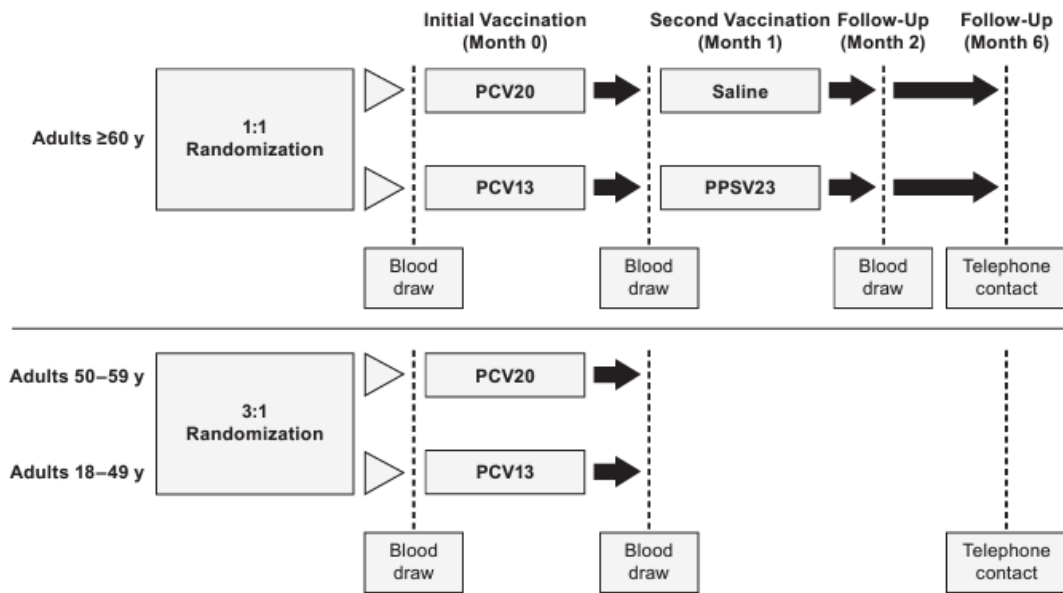 Initial Vaccination
(Month 0)
Second Vaccination
(Month 1)
Follow-Up
(Month 2)
Follow-Up
(Month 6)
Adults ≥60 y
1:1
Randomization
PCV20
Saline
PCV13
PPSV23
Blood
draw
Blood
draw
Blood
draw
Telephone
contact
Adults 50–59 y
Adults 18–49 y
3:1
Randomization
PCV20
PCV13
Blood
draw
Blood
draw
Telephone
contact